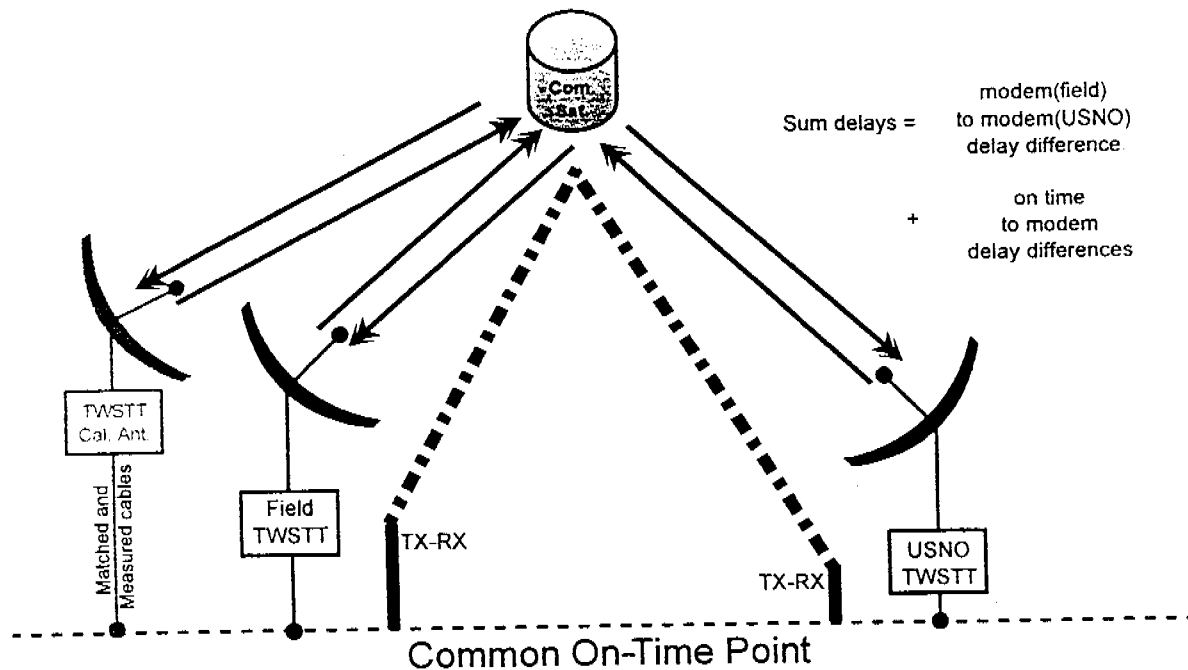 Com.
Sat.
modem(field)
Sum delays = to modem(USNO)
delay difference
on time
+ to modem
delay differences
TWSTT
Cal. Ant.
Matched and
Measured cables
Field
TWSTT
TX-RX
TX-RX
USNO
TWSTT
Common On-Time Point